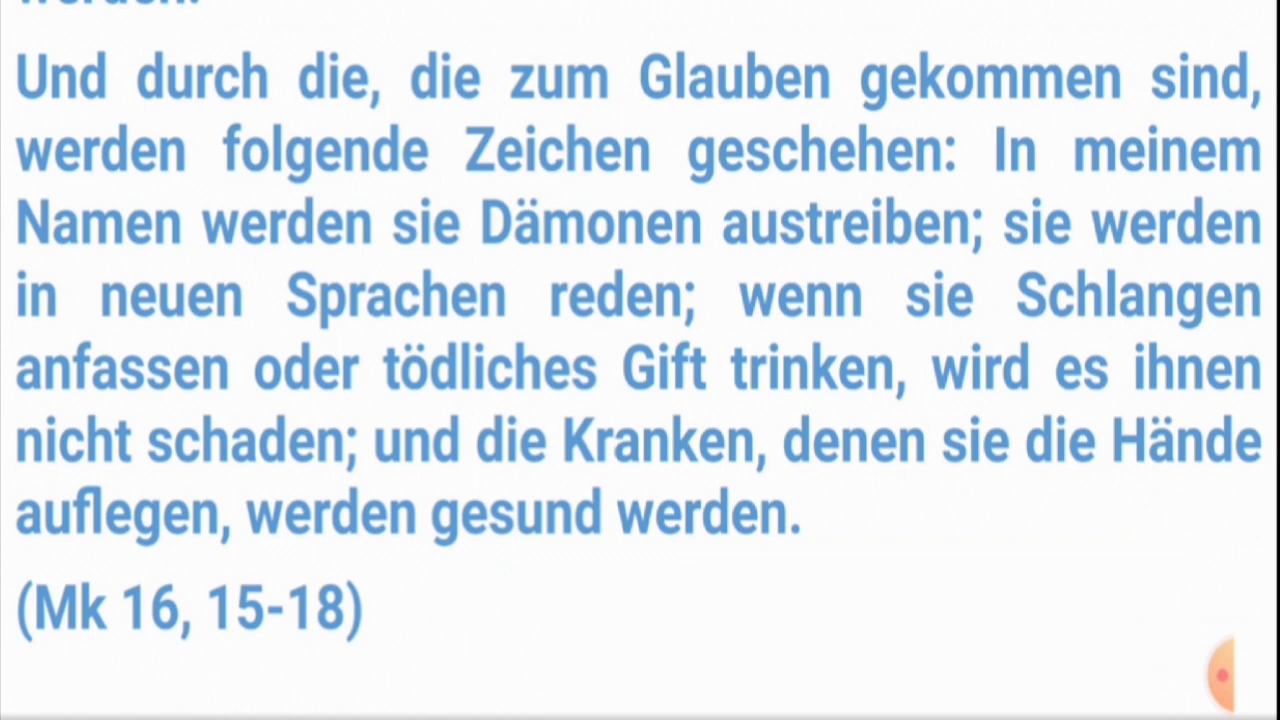 werden.
Und durch die, die zum Glauben gekommen sind,
werden folgende Zeichen geschehen: In meinem
Namen werden sie Dämonen austreiben; sie werden
in neuen Sprachen reden; wenn sie Schlangen
anfassen oder tödliches Gift trinken, wird es ihnen
nicht schaden; und die Kranken, denen sie die Hände
auflegen, werden gesund werden.
(Mk 16, 15-18)